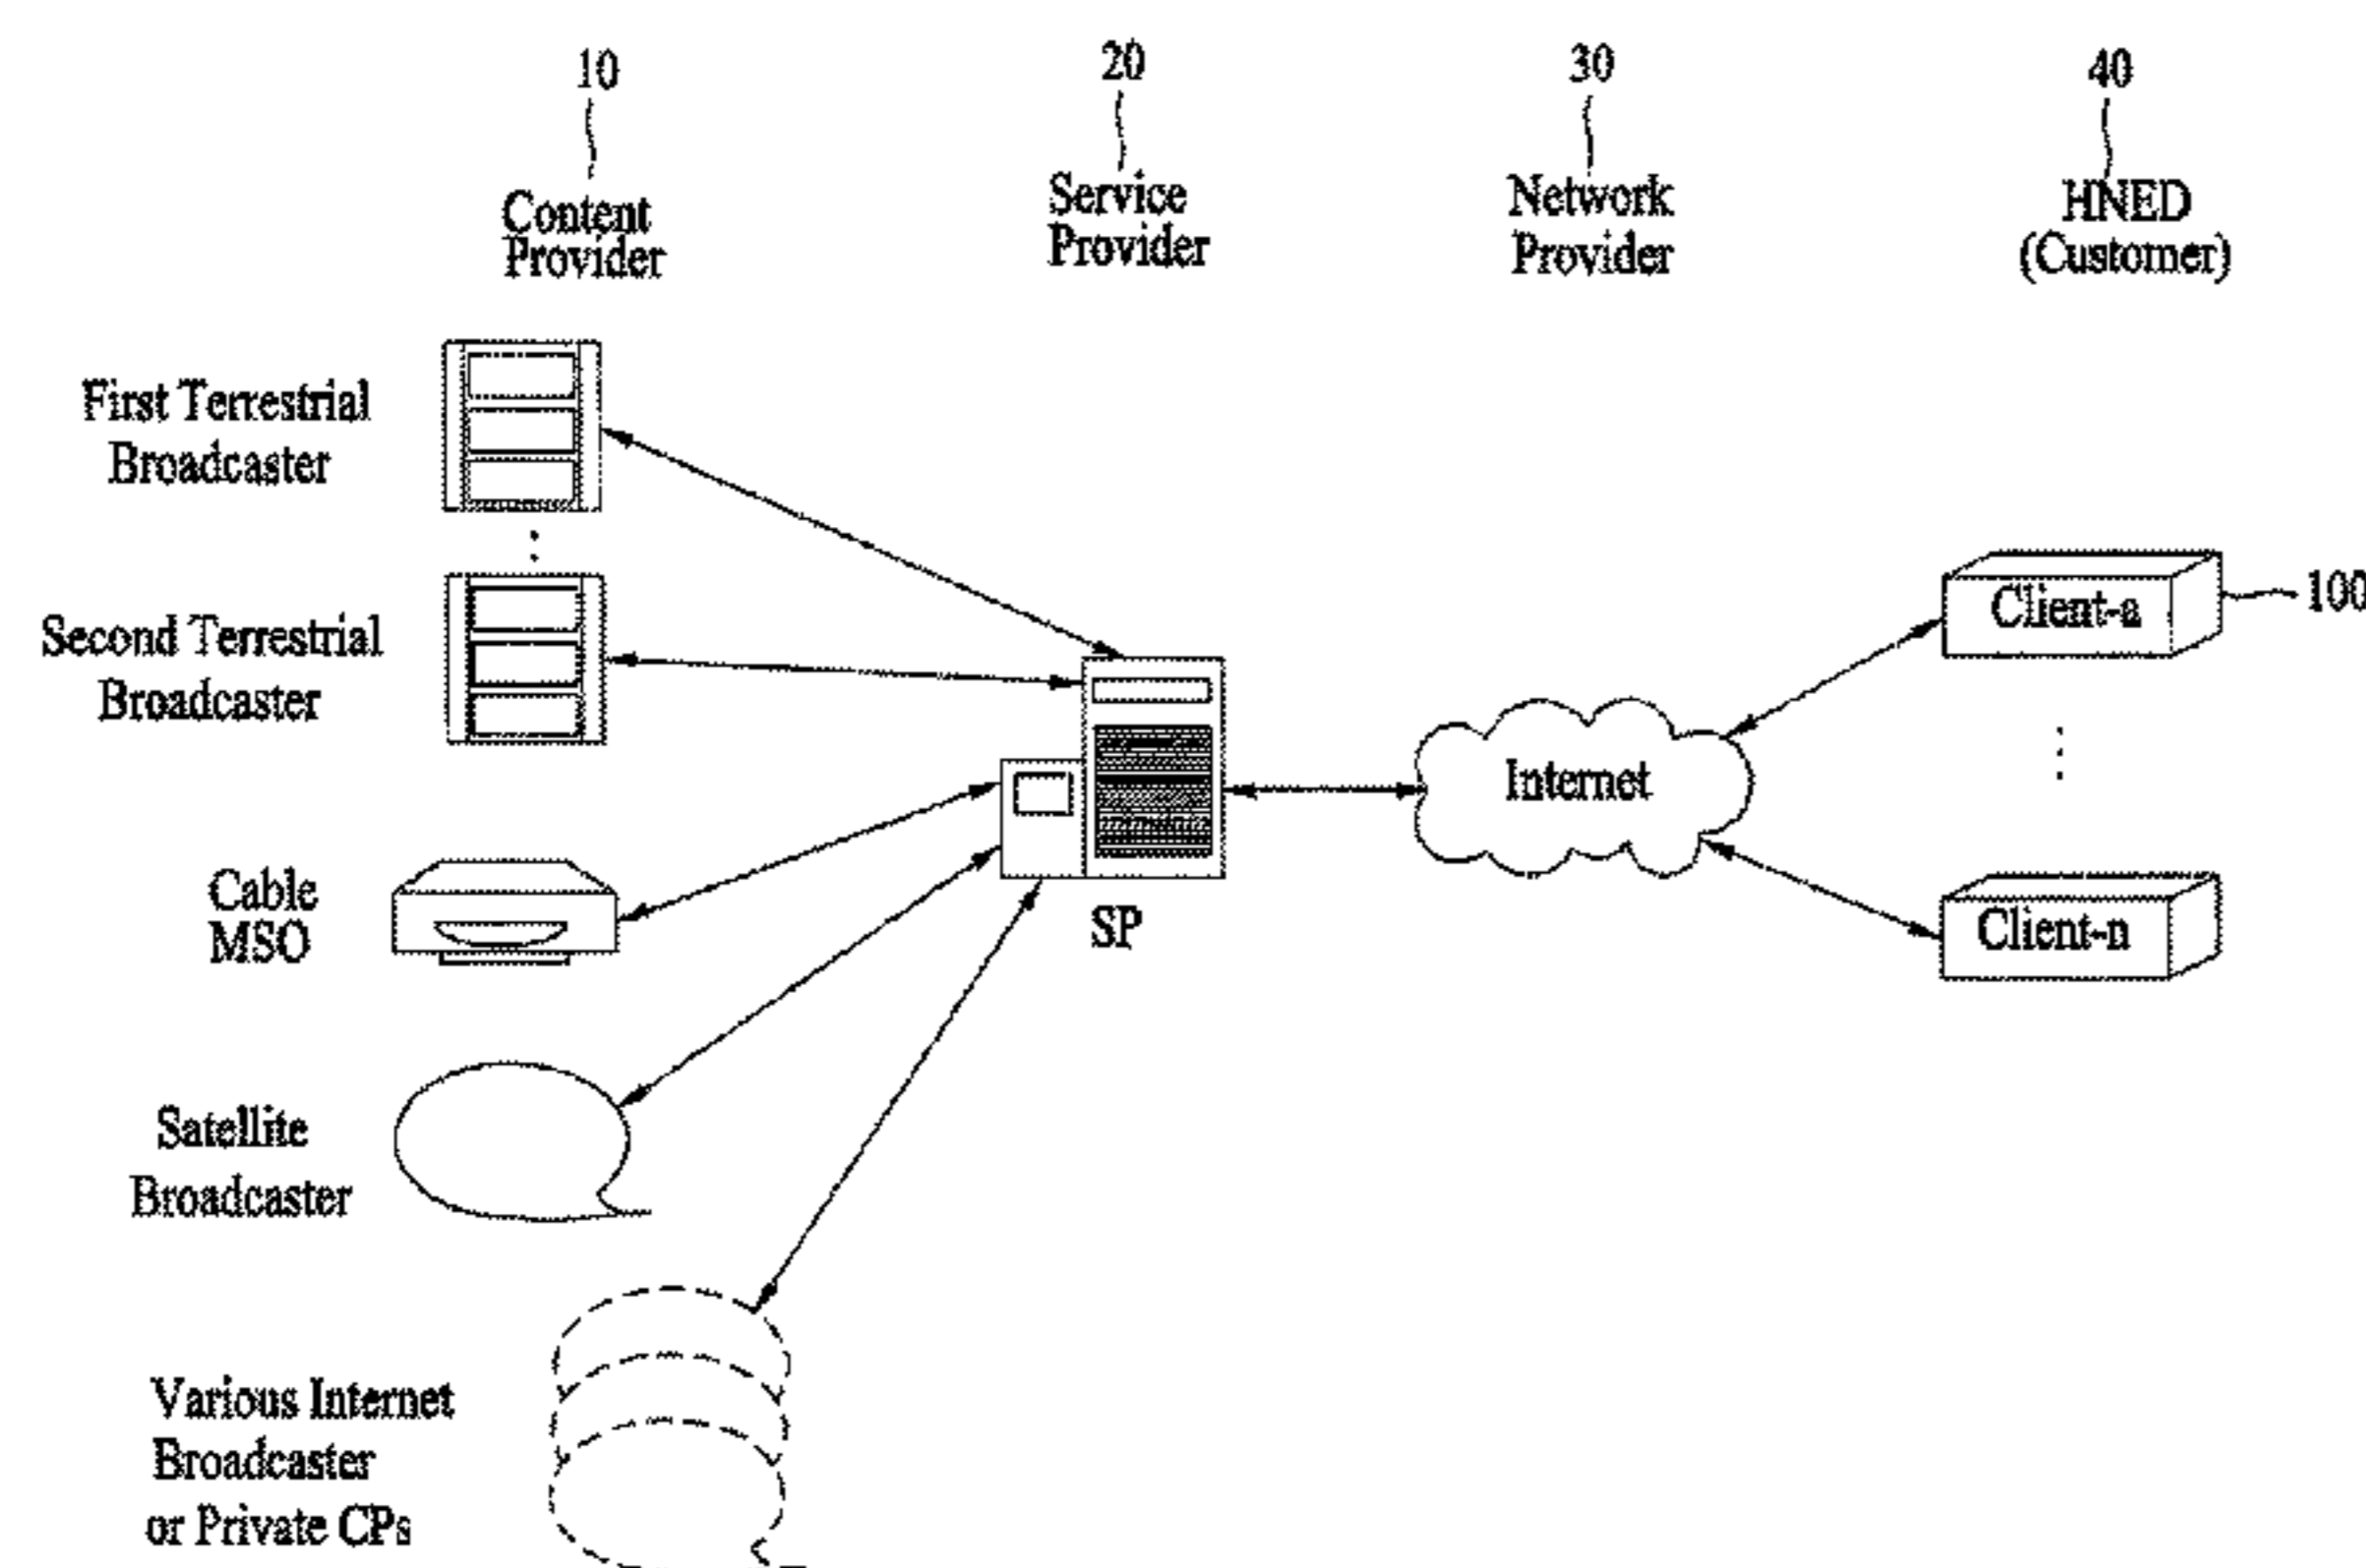 10
20
30
40
Content
Provider
Service
Provider
Network
Provider
HNED
(Customer)
First Terrestrial
Broadcaster
Second Terrestrial
Broadcaster
Cable
MSO
Satellite
Broadcaster
Various Internet
Broadcaster
or Private CPs
SP
Internet
Client-a
100
Client-n